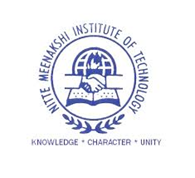 NITTE MEENAKSHI INSTITUTE OF TECHNOLOGY
KNOWLEDGE * CHARACTER * UNITY